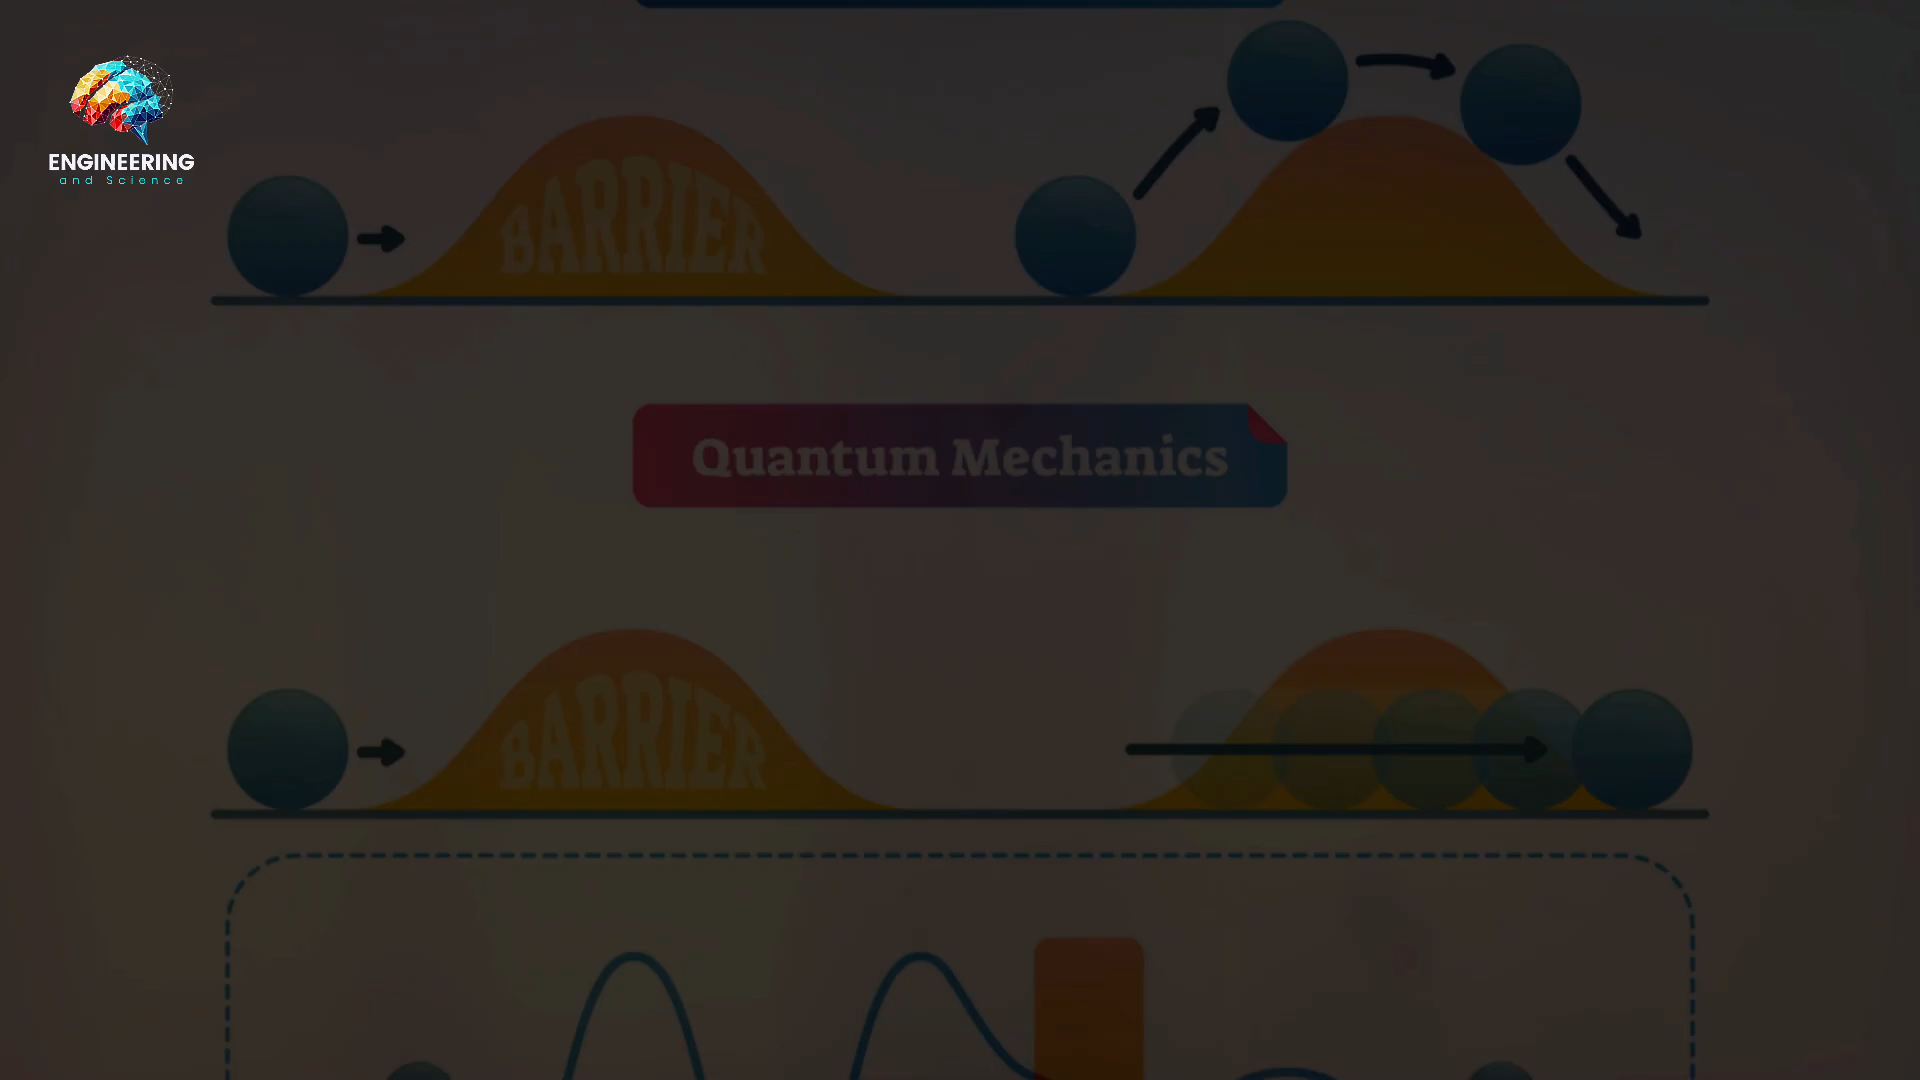 ENGINEERING
and Science
BARRIER
Quantum Mechanics
BARRIER